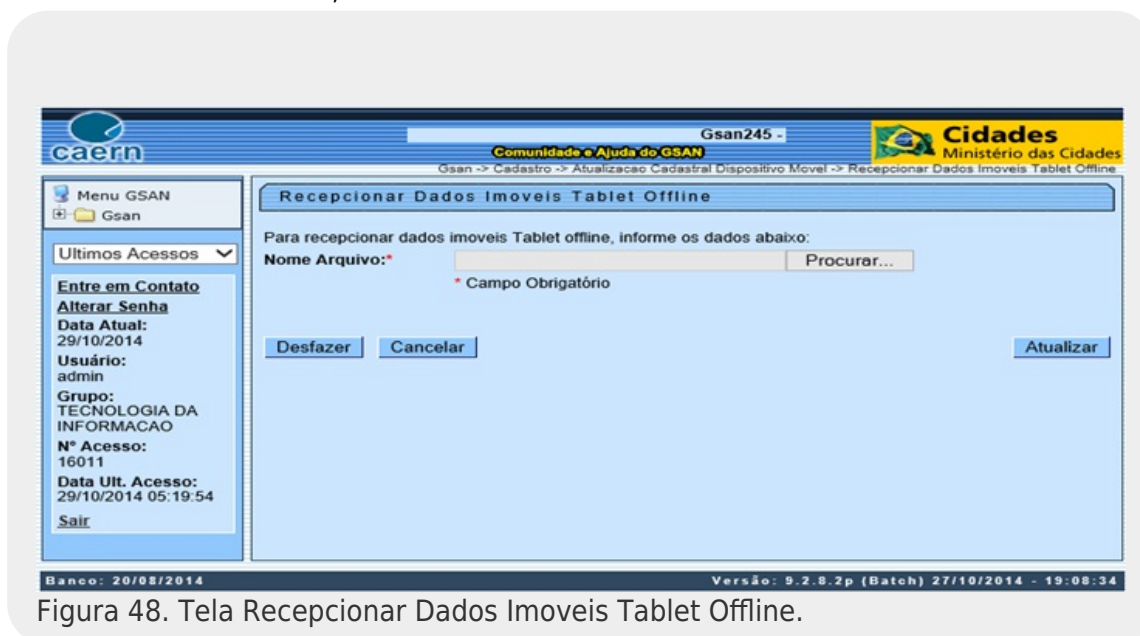 caern
Gsan245 -
Comunidade e Ajuda do GSAN
Cidades
Ministério das Cidades
Gsan -> Cadastro -> Atualizacao Cadastral Dispositivo Movel -> Recepcionar Dados Imoveis Tablet Offline
Menu GSAN
Gsan
Ultimos Acessos
Entre em Contato
Alterar Senha
Data Atual:
29/10/2014
Usuário:
admin
Grupo:
TECNOLOGIA DA
INFORMACAO
Nº Acesso:
16011
Data Ult. Acesso:
29/10/2014 05:19:54
Sair
Recepcionar Dados Imoveis Tablet Offline
Para recepcionar dados imoveis Tablet offline, informe os dados abaixo:
Nome Arquivo:* Procurar...
* Campo Obrigatório
Desfazer Cancelar Atualizar
Banco: 20/08/2014 Versão: 9.2.8.2p (Batch) 27/10/2014 - 19:08:34
Figura 48. Tela Recepcionar Dados Imoveis Tablet Offline.